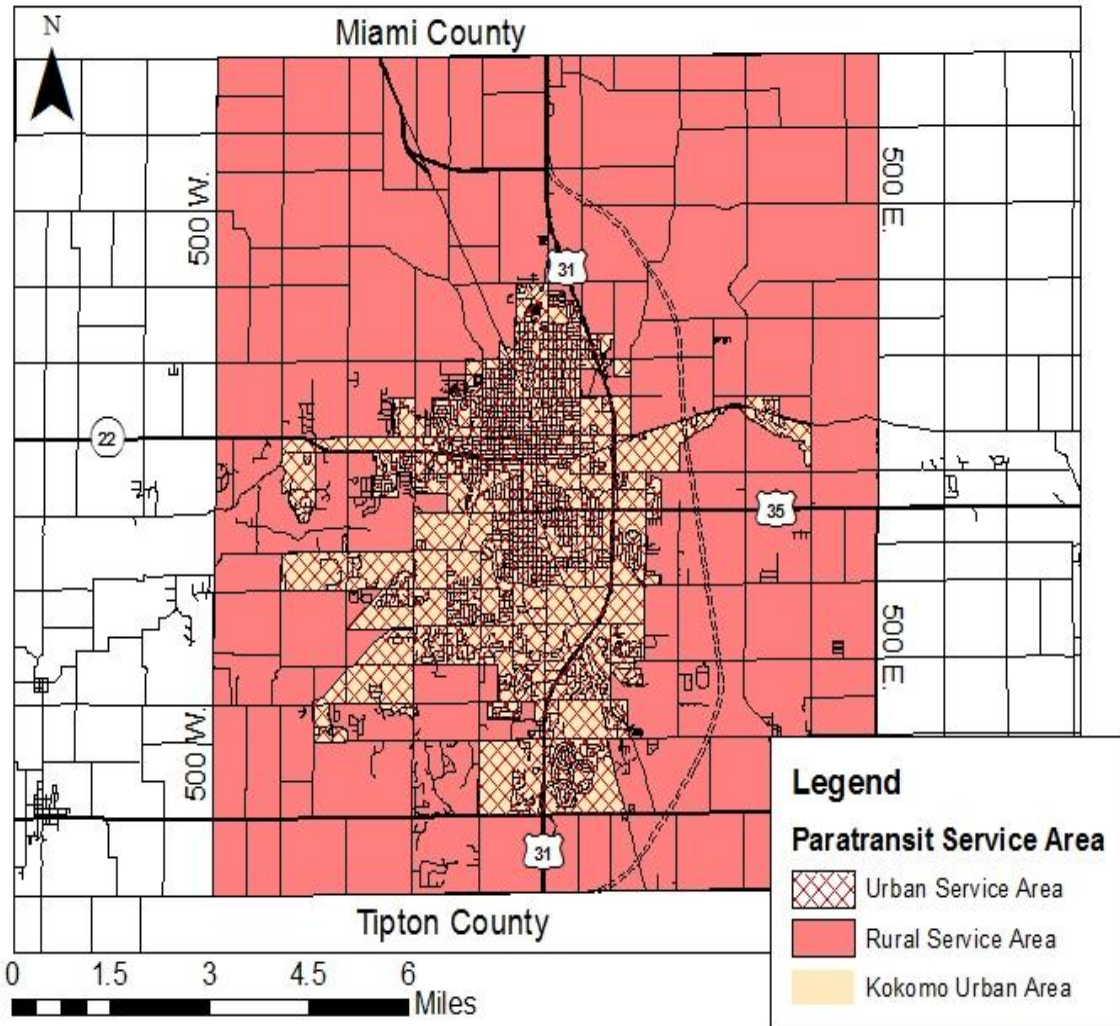 N
Miami County
500 W.
500 E.
31
22
35
500 W.
500 E.
31
Tipton County
0 1.5 3 4.5 6
Miles
Legend
Paratransit Service Area
Urban Service Area
Rural Service Area
Kokomo Urban Area